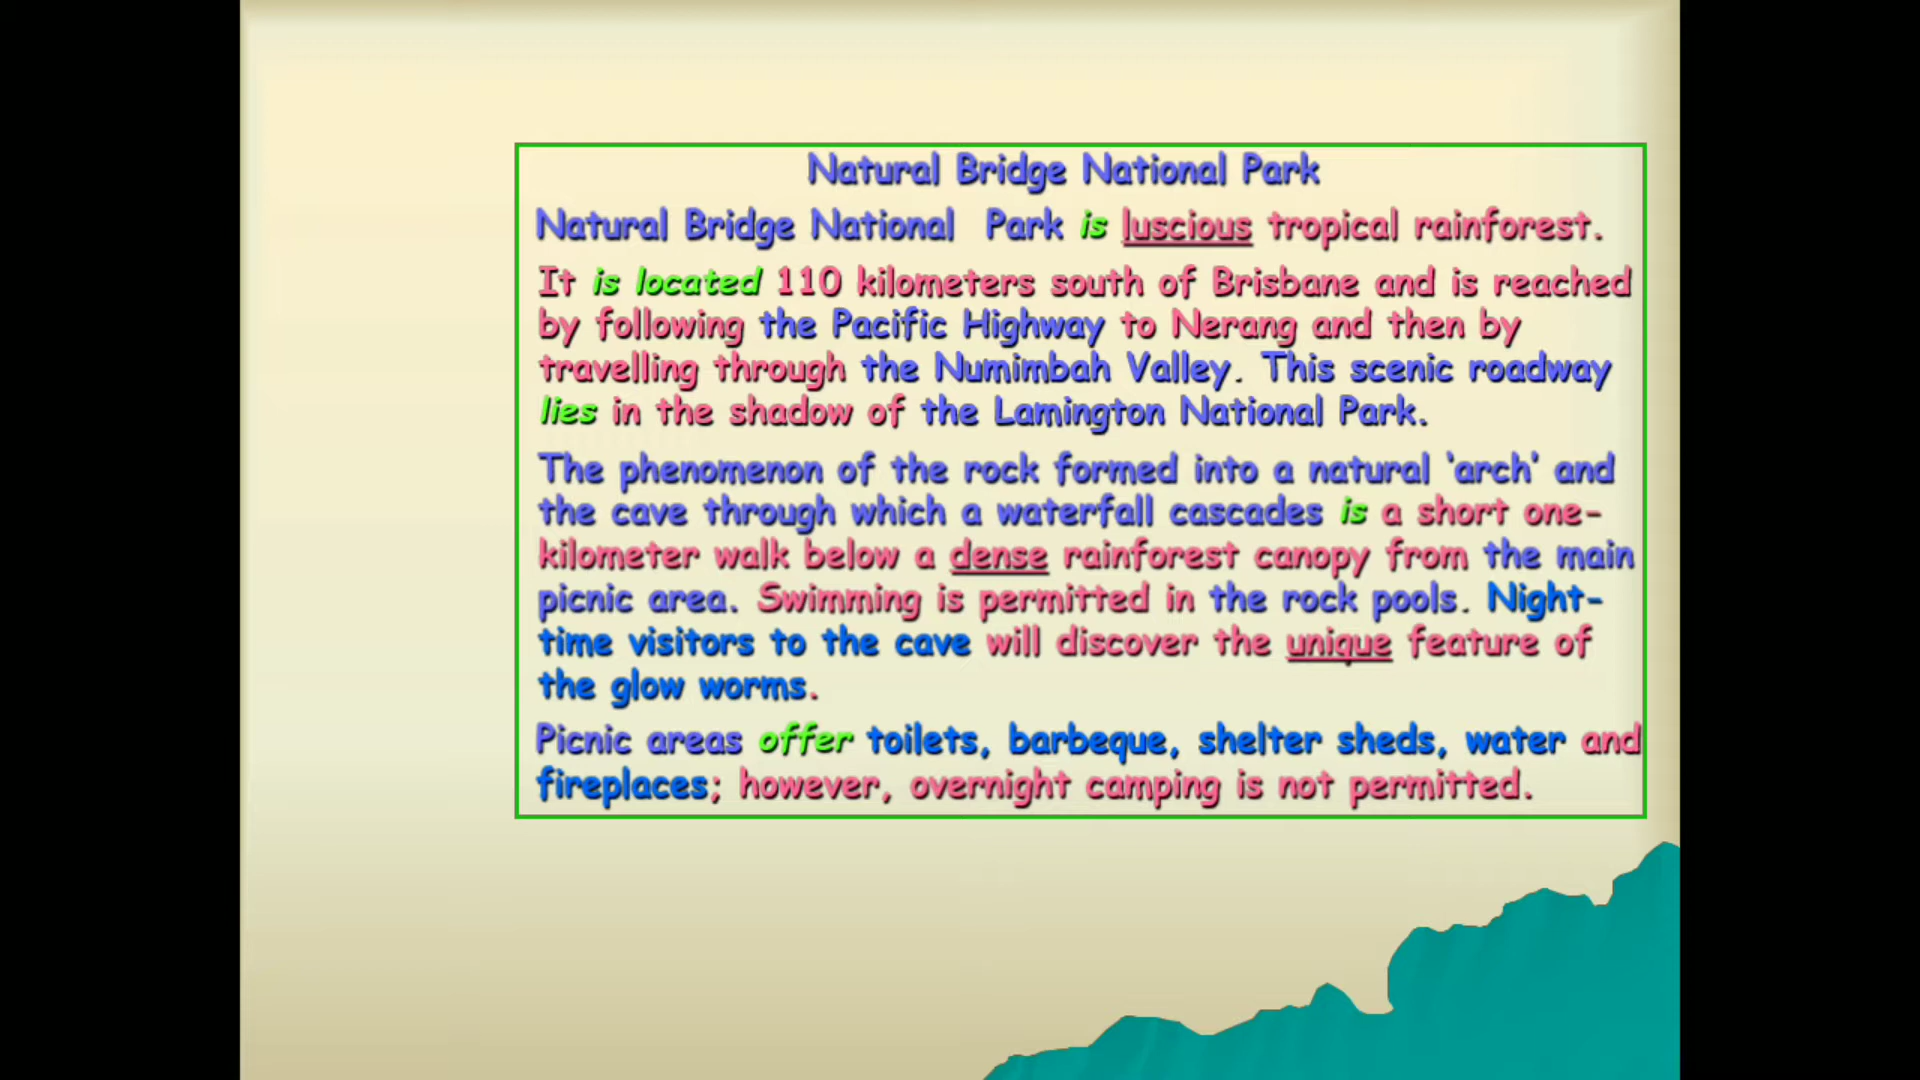 Natural Bridge National Park
Natural Bridge National Park is luscious tropical rainforest.
It is located 110 kilometers south of Brisbane and is reached
by following the Pacific Highway to Nerang and then by
travelling through the Numimbah Valley. This scenic roadway
lies in the shadow of the Lamington National Park.
The phenomenon of the rock formed into a natural ‘arch’ and
the cave through which a waterfall cascades is a short one-
kilometer walk below a dense rainforest canopy from the main
picnic area. Swimming is permitted in the rock pools. Night-
time visitors to the cave will discover the unique feature of
the glow worms.
Picnic areas offer toilets, barbeque, shelter sheds, water and
fireplaces; however, overnight camping is not permitted.